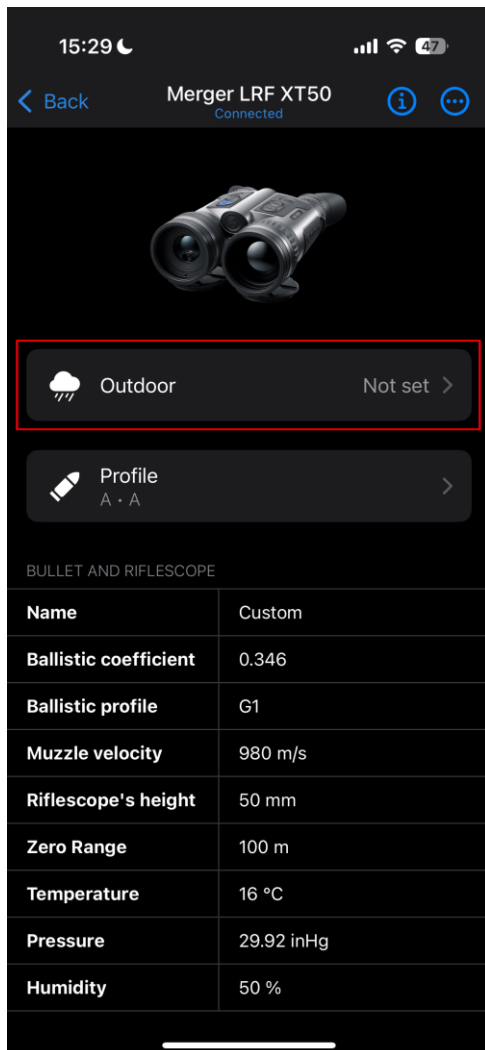 15:29
47
Back
Merger LRF XT50
Connected
Outdoor Not set
Profile
A • A
BULLET AND RIFLESCOPE
Name Custom
Ballistic coefficient 0.346
Ballistic profile G1
Muzzle velocity 980 m/s
Riflescope's height 50 mm
Zero Range 100 m
Temperature 16 °C
Pressure 29.92 inHg
Humidity 50 %